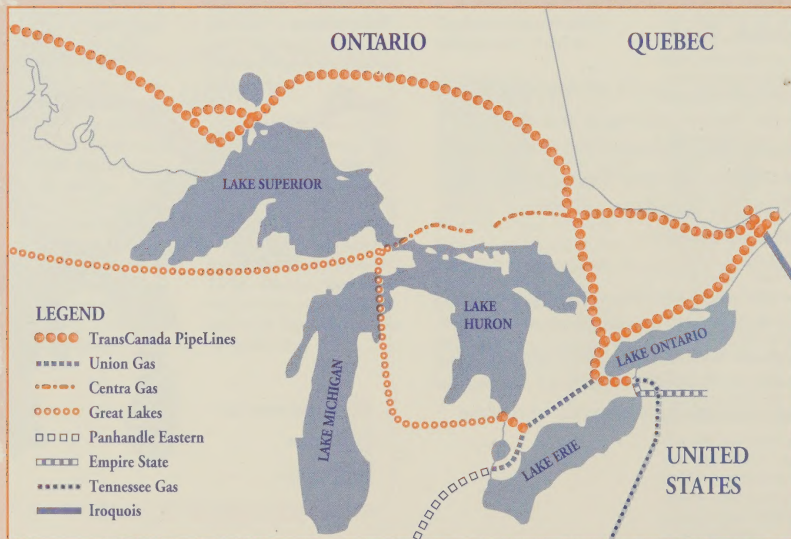 ONTARIO
QUEBEC
LAKE SUPERIOR
LAKE
HURON
LAKE ONTARIO
LAKE MICHIGAN
LAKE ERIE
UNITED
STATES
LEGEND
TransCanada PipeLines
Union Gas
Centra Gas
Great Lakes
Panhandle Eastern
Empire State
Tennessee Gas
Iroquois